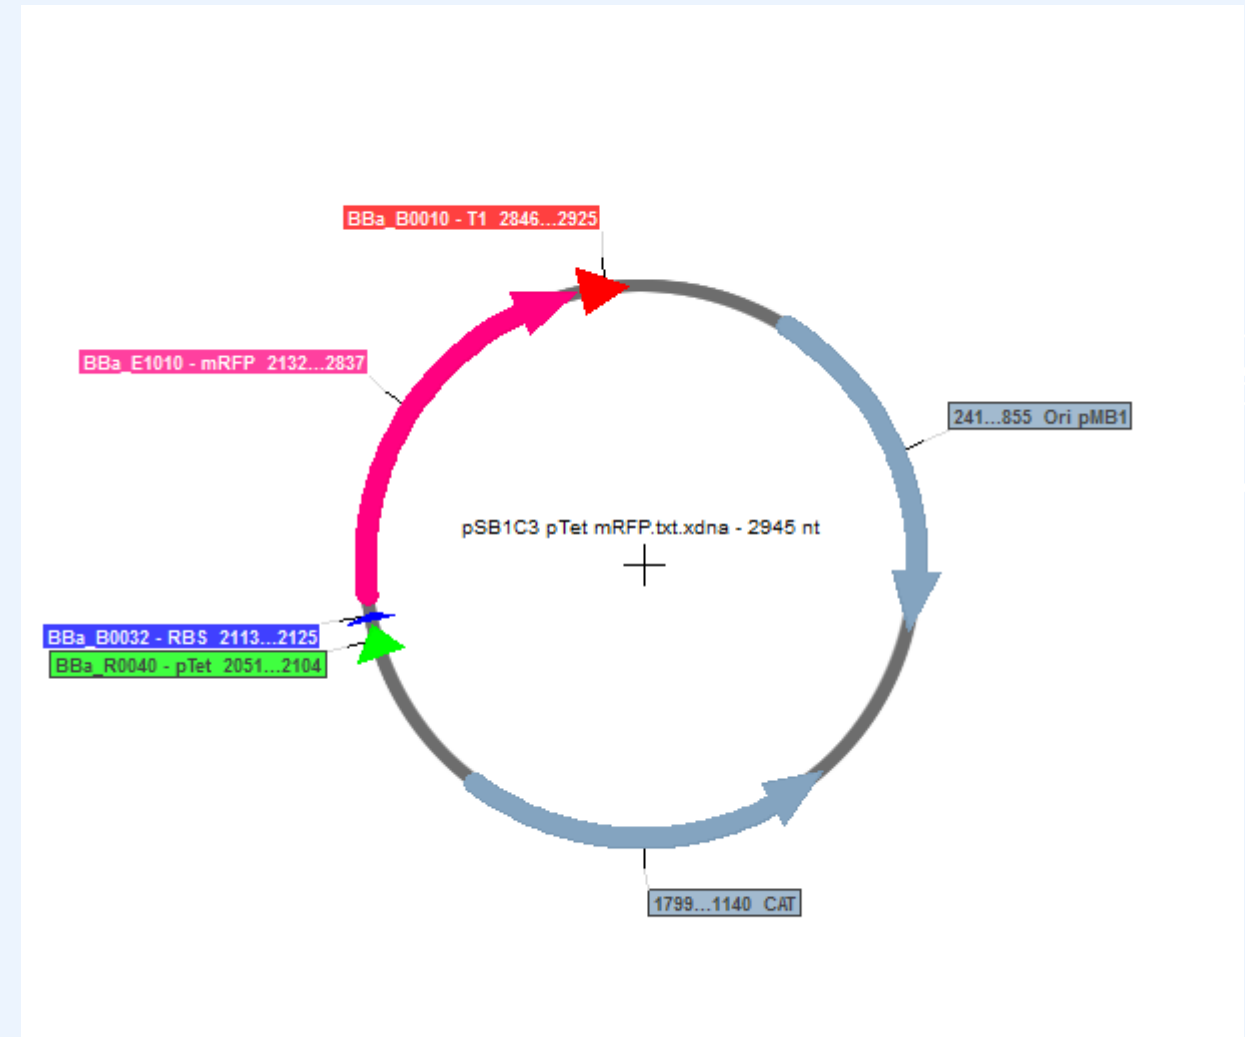 BBa_B0010 - T1 2846...2925
BBa_E1010 - mRFP 2132...2837
241...855 Ori pMB1
pSB1C3 pTet mRFP.txt.xdna - 2945 nt
BBa_B0032 - RBS 2113...2125
BBa_R0040 - pTet 2051...2104
1799...1140 CAT